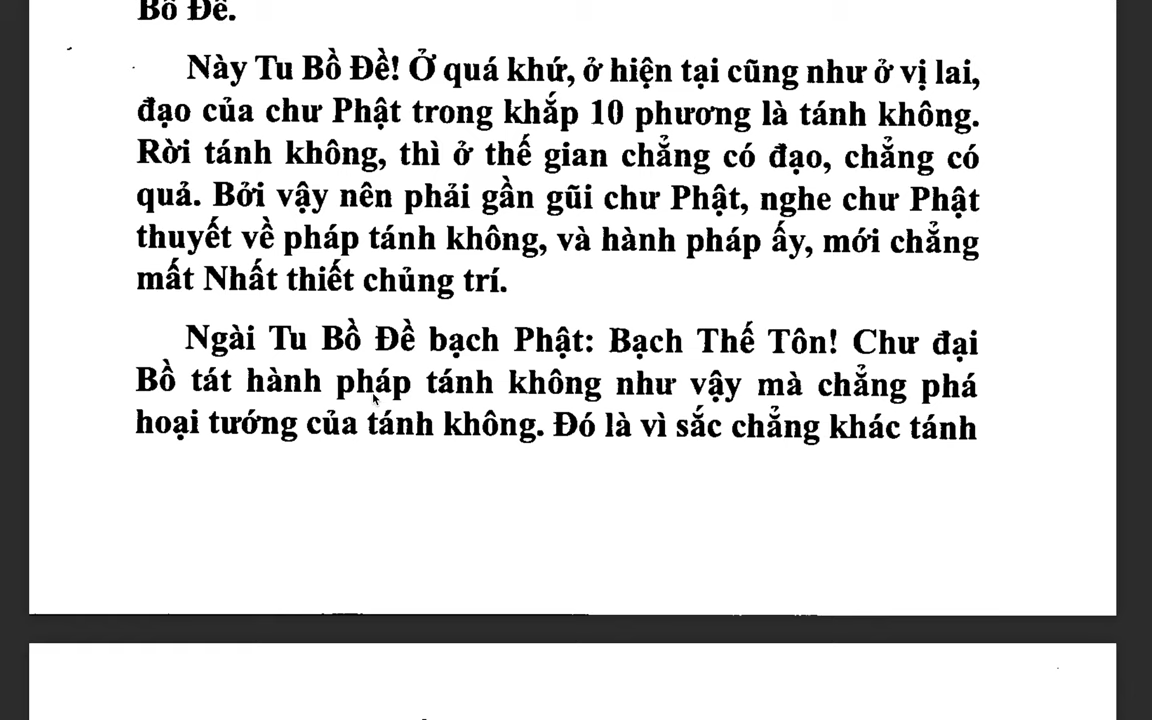 Bồ Đề.
Này Tu Bồ Đề! Ở quá khứ, ở hiện tại cũng như ở vị lai,
đạo của chư Phật trong khắp 10 phương là tánh không.
Rời tánh không, thì ở thế gian chẳng có đạo, chẳng có
quả. Bởi vậy nên phải gần gũi chư Phật, nghe chư Phật
thuyết về pháp tánh không, và hành pháp ấy, mới chẳng
mất Nhất thiết chủng trí.
Ngài Tu Bồ Đề bạch Phật: Bạch Thế Tôn! Chư đại
Bồ tát hành pháp tánh không như vậy mà chẳng phá
hoại tướng của tánh không. Đó là vì sắc chẳng khác tánh